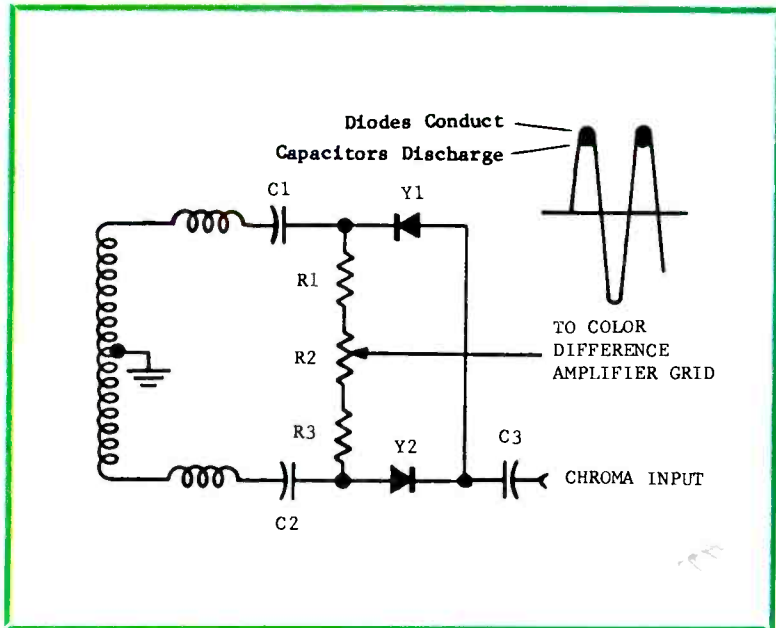 Diodes Conduct
Capacitors Discharge
C1
Y1
R1
R2
TO COLOR
DIFFERENCE
AMPLIFIER GRID
R3
Y2
C3
CHROMA INPUT
C2